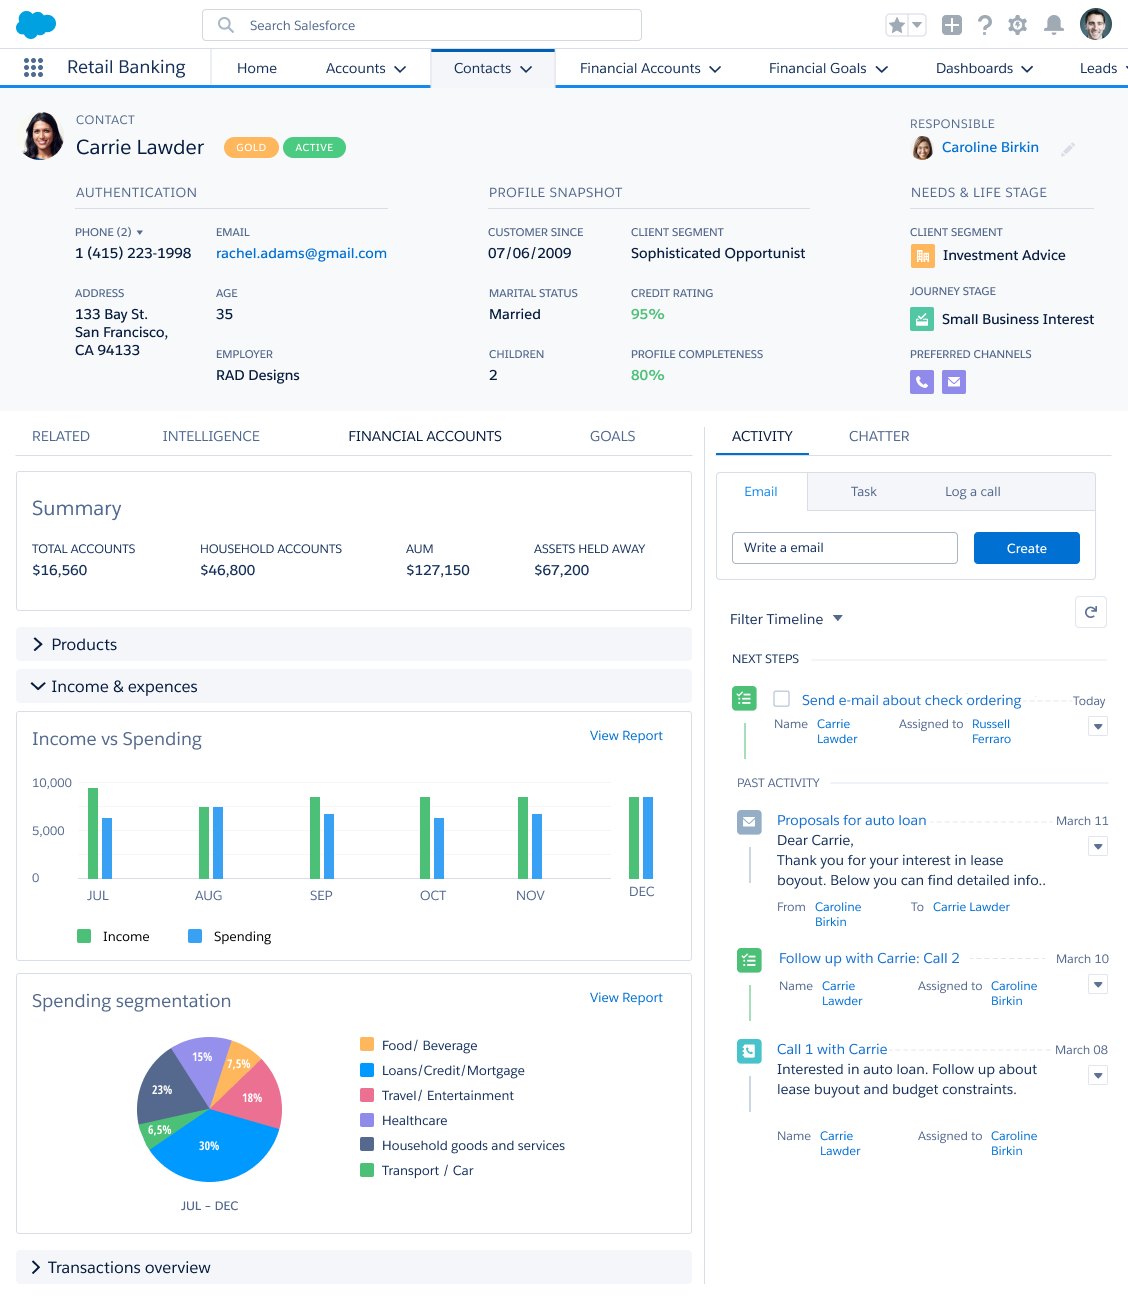 Search Salesforce
Retail Banking
Home
Accounts
Contacts
Financial Accounts
Financial Goals
Dashboards
Leads
CONTACT
Carrie Lawder
GOLD
ACTIVE
RESPONSIBLE
Caroline Birkin
AUTHENTICATION
PHONE (2)
1 (415) 223-1998
EMAIL
rachel.adams@gmail.com
ADDRESS
133 Bay St.
San Francisco,
CA 94133
AGE
35
EMPLOYER
RAD Designs
PROFILE SNAPSHOT
CUSTOMER SINCE
07/06/2009
CLIENT SEGMENT
Sophisticated Opportunist
MARITAL STATUS
Married
CREDIT RATING
95%
CHILDREN
2
PROFILE COMPLETENESS
80%
NEEDS & LIFE STAGE
CLIENT SEGMENT
Investment Advice
JOURNEY STAGE
Small Business Interest
PREFERRED CHANNELS
RELATED
INTELLIGENCE
FINANCIAL ACCOUNTS
GOALS
Summary
TOTAL ACCOUNTS
$16,560
HOUSEHOLD ACCOUNTS
$46,800
AUM
$127,150
ASSETS HELD AWAY
$67,200
Products
Income & expences
Income vs Spending
View Report
10,000
5,000
0
JUL
AUG
SEP
OCT
NOV
DEC
Income
Spending
Spending segmentation
View Report
15%
7,5%
23%
18%
6,5%
30%
JUL – DEC
Food/ Beverage
Loans/Credit/Mortgage
Travel/ Entertainment
Healthcare
Household goods and services
Transport / Car
Transactions overview
ACTIVITY
CHATTER
Email
Task
Log a call
Write a email
Create
Filter Timeline
NEXT STEPS
Send e-mail about check ordering
Today
Name
Carrie
Lawder
Assigned to
Russell
Ferraro
PAST ACTIVITY
Proposals for auto loan
March 11
Dear Carrie,
Thank you for your interest in lease
boyout. Below you can find detailed info..
From
Caroline
Birkin
To
Carrie Lawder
Follow up with Carrie: Call 2
March 10
Name
Carrie
Lawder
Assigned to
Caroline
Birkin
Call 1 with Carrie
March 08
Interested in auto loan. Follow up about
lease buyout and budget constraints.
Name
Carrie
Lawder
Assigned to
Caroline
Birkin